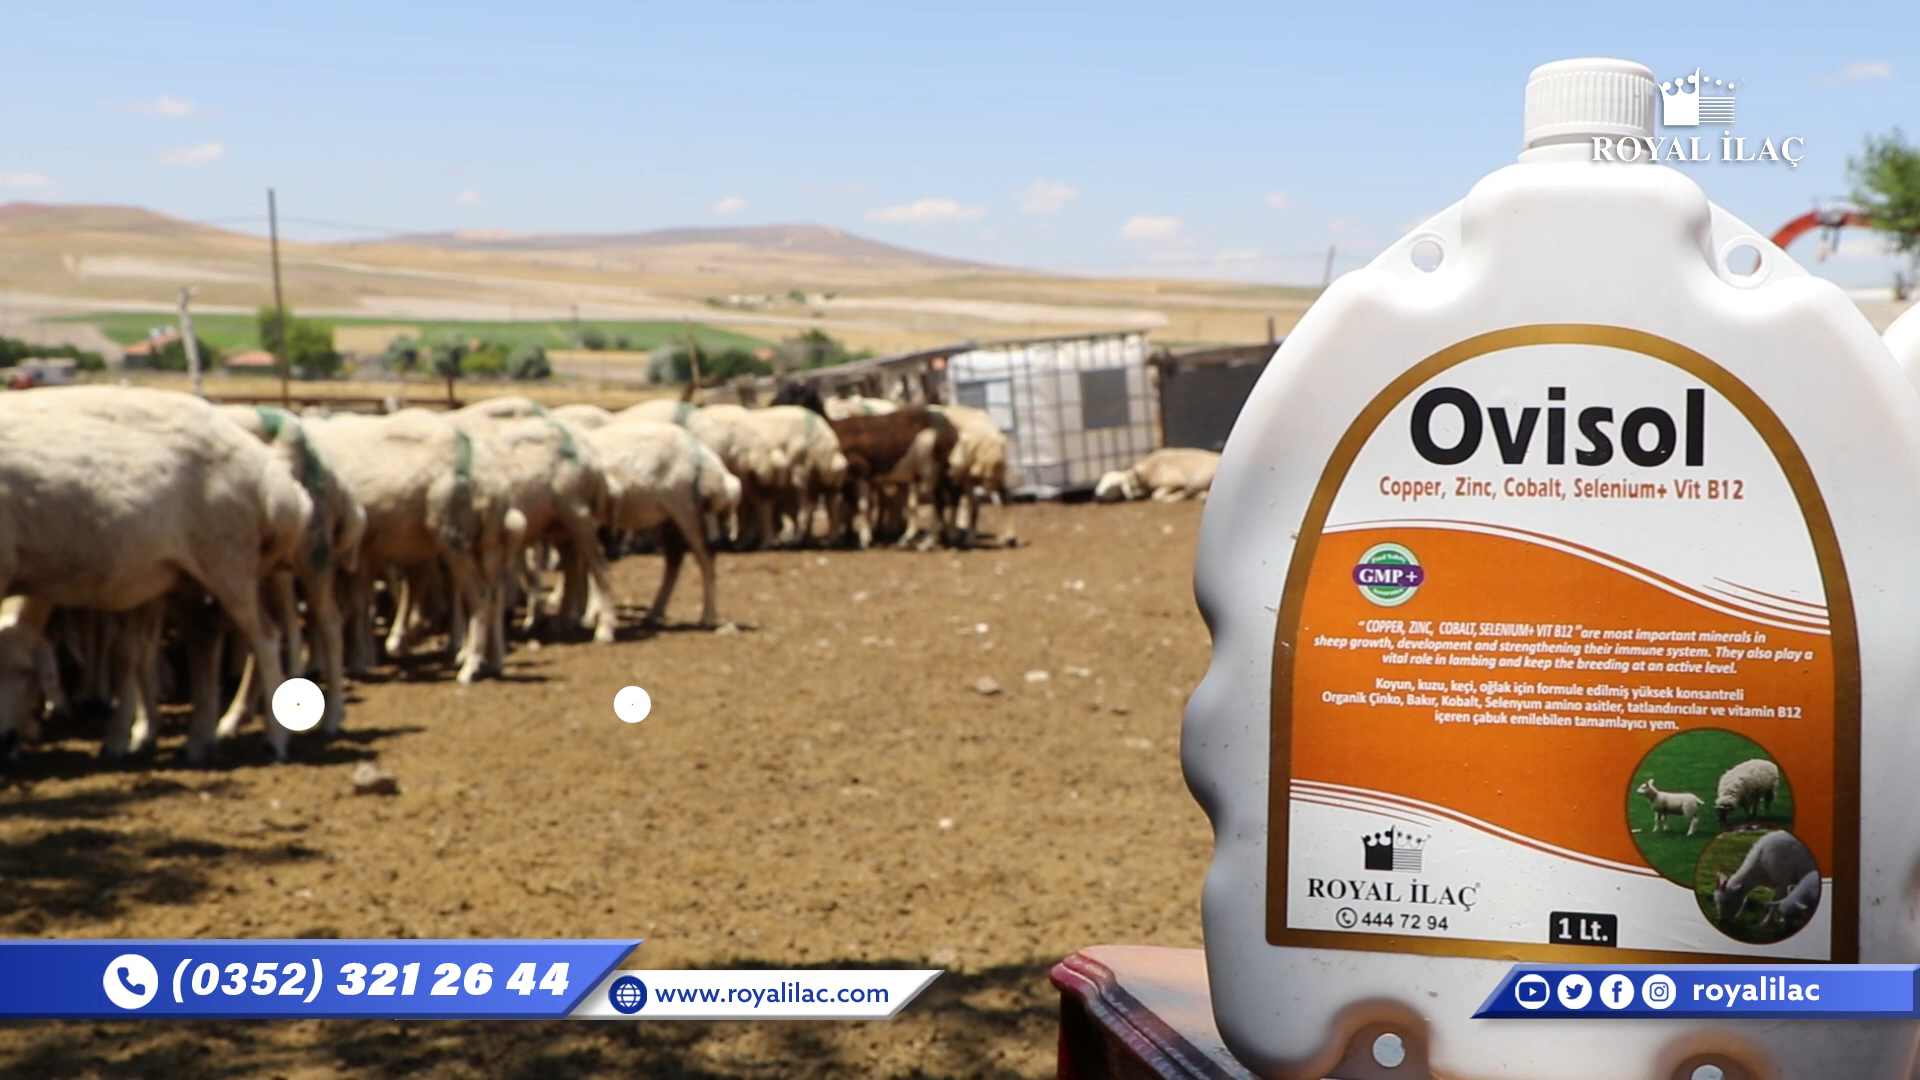 ROYAL İLAÇ
Ovisol
Copper, Zinc, Cobalt, Selenium+ Vit B12
GMP+
" COPPER, ZINC, COBALT, SELENIUM+ VIT B12 "are most important minerals in
sheep growth, development and strengthening their immune system. They also play a
vital role in lambing and keep the breeding at an active level.
Koyun, kuzu, keçi, oğlak için formule edilmiş yüksek konsantreli
Organik Çinko, Bakır, Kobalt, Selenyum amino asitler, tatlandırıcılar ve vitamin B12
içeren çabuk emilebilen tamamlayıcı yem.
ROYAL İLAÇ
444 72 94
1 Lt.
(0352) 321 26 44
www.royalilac.com
royalilac